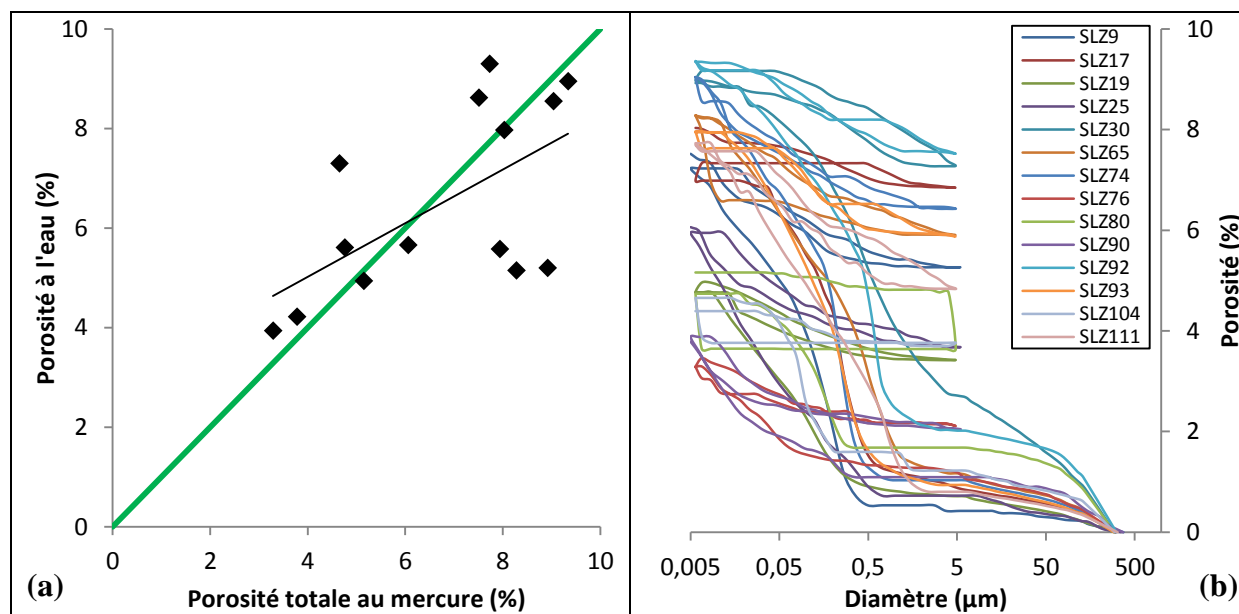 10
8
6
4
2
0
0
2
4
6
8
10
Porosité à l'eau (%)
Porosité totale au mercure (%)
(a)
SLZ9
SLZ17
SLZ19
SLZ25
SLZ30
SLZ65
SLZ74
SLZ76
SLZ80
SLZ90
SLZ92
SLZ93
SLZ104
SLZ111
10
8
6
4
2
0
Porosité (%)
0,005
0,05
0,5
5
50
500
Diamètre (µm)
(b)